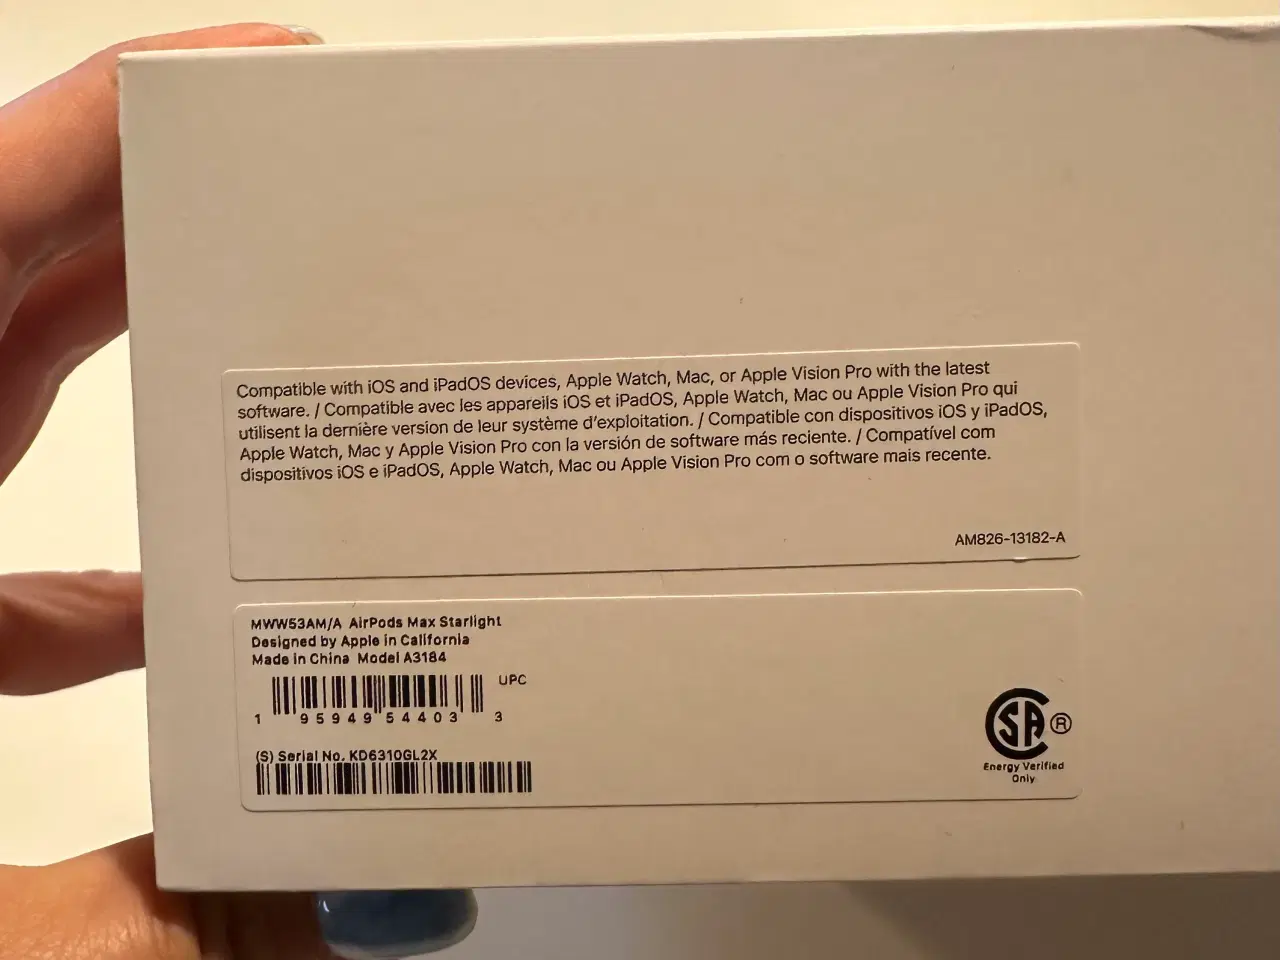 Compatible with iOS and iPadOS devices, Apple Watch, Mac, or Apple Vision Pro with the latest
software. / Compatible avec les appareils iOS et iPadOS, Apple Watch, Mac ou Apple Vision Pro qui
utilisent la dernière version de leur système d’exploitation. / Compatible con dispositivos iOS y iPadOS,
Apple Watch, Mac y Apple Vision Pro con la versión de software más reciente. / Compatível com
dispositivos iOS e iPadOS, Apple Watch, Mac ou Apple Vision Pro com o software mais recente.
AM826-13182-A
MWW53AM/A AirPods Max Starlight
Designed by Apple in California
Made in China Model A3184
UPC
1 95949 54403 3
(S) Serial No. KD6310GL2X
SA ®
Energy Verified
Only